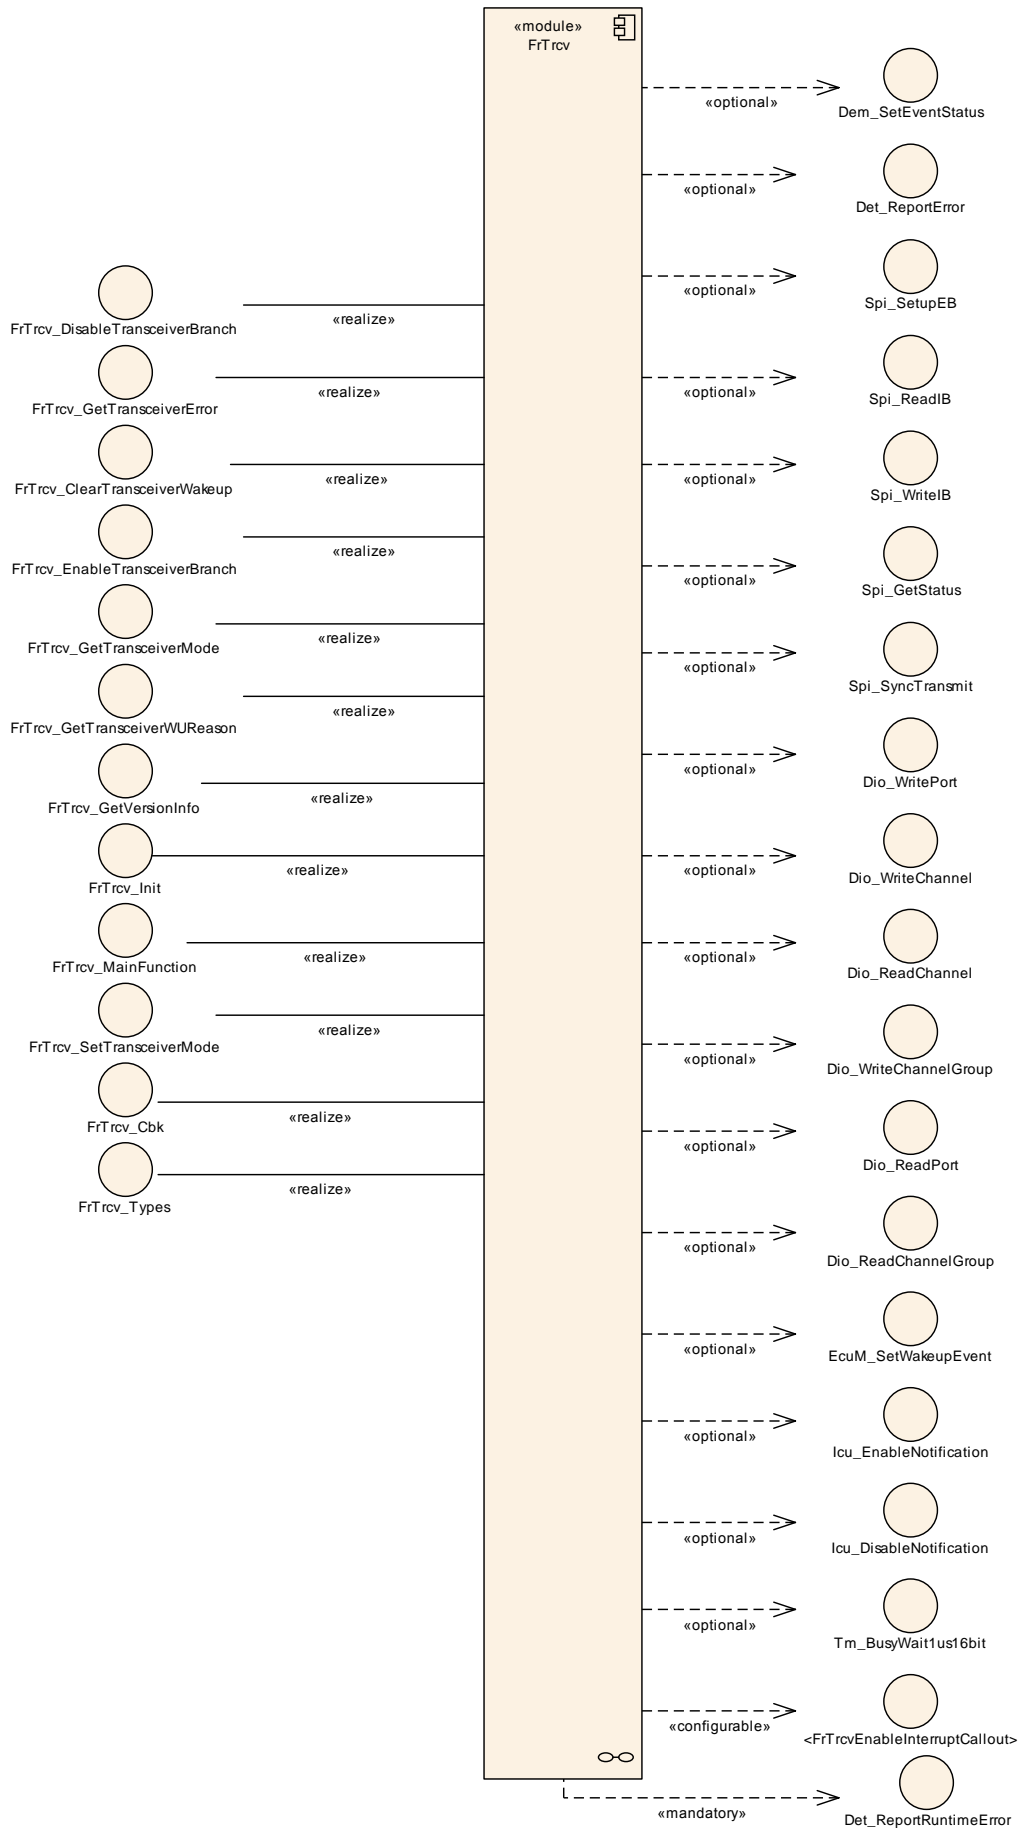 «module»
FrTrcv
«optional»
Dem_SetEventStatus
«optional»
Det_ReportError
«optional»
Spi_SetupEB
FrTrcv_DisableTransceiverBranch
«realize»
«optional»
Spi_ReadIB
FrTrcv_GetTransceiverError
«realize»
«optional»
Spi_WriteIB
FrTrcv_ClearTransceiverWakeup
«realize»
«optional»
Spi_GetStatus
FrTrcv_EnableTransceiverBranch
«realize»
«optional»
Spi_SyncTransmit
FrTrcv_GetTransceiverMode
«realize»
«optional»
Dio_WritePort
FrTrcv_GetTransceiverWUReason
«realize»
«optional»
Dio_WriteChannel
FrTrcv_GetVersionInfo
«realize»
«optional»
Dio_ReadChannel
FrTrcv_Init
«realize»
«optional»
Dio_WriteChannelGroup
FrTrcv_MainFunction
«realize»
«optional»
Dio_ReadPort
FrTrcv_SetTransceiverMode
«realize»
«optional»
Dio_ReadChannelGroup
FrTrcv_Cbk
«realize»
«optional»
EcuM_SetWakeupEvent
FrTrcv_Types
«realize»
«optional»
Icu_EnableNotification
«optional»
Icu_DisableNotification
«optional»
Tm_BusyWait1us16bit
«configurable»
<FrTrcvEnableInterruptCallout>
«mandatory»
Det_ReportRuntimeError